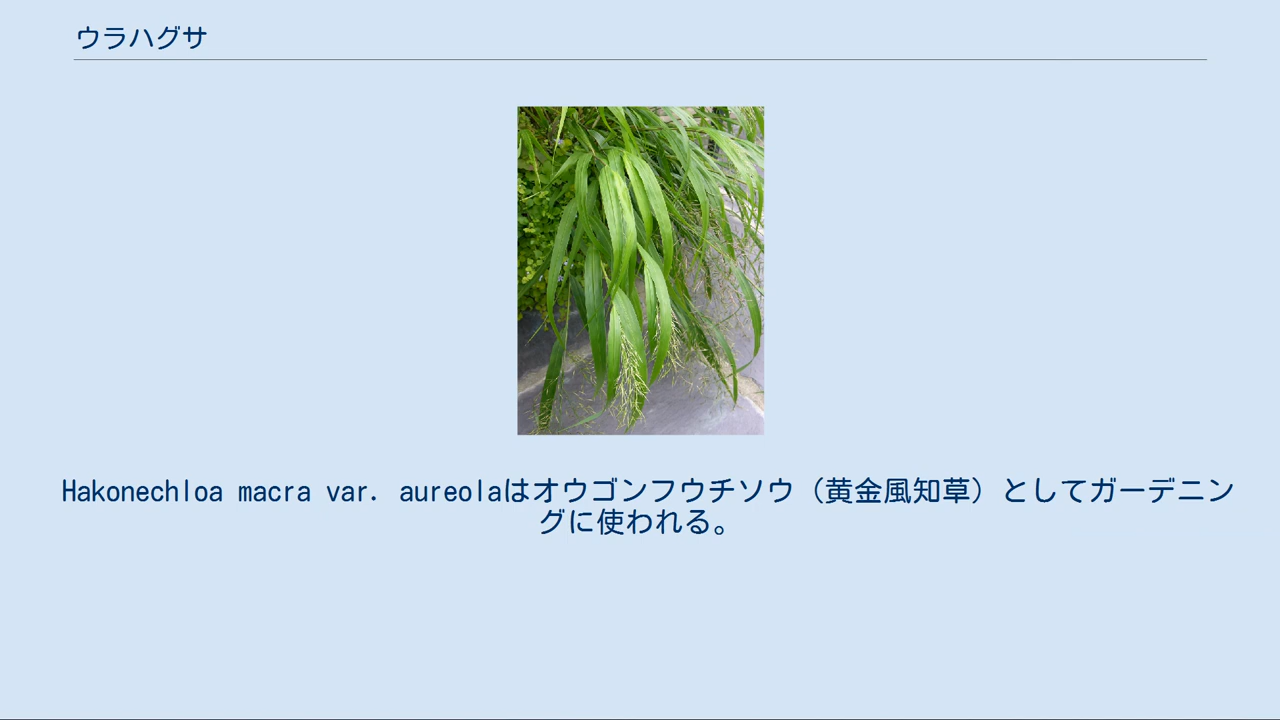 ウラハグサ
Hakonechloa macra var. aureolaはオウゴンフウチソウ（黄金風知草）としてガーデニン
グに使われる。